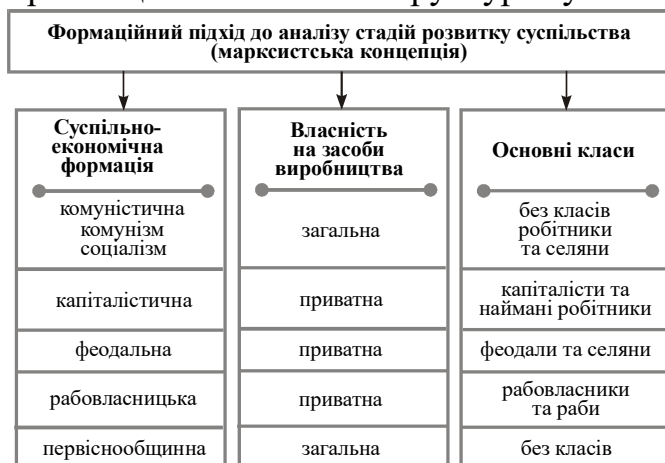 Формаційний підхід до аналізу стадій розвитку суспільства
(марксистська концепція)
Суспільно-
економічна
формація
комуністична
комунізм
соціалізм
капіталістична
феодальна
рабовласницька
первіснообщинна
Власність
на засоби
виробництва
загальна
приватна
приватна
приватна
загальна
Основні класи
без класів
робітники
та селяни
капіталісти та
наймані робітники
феодали та селяни
рабовласники
та раби
без класів